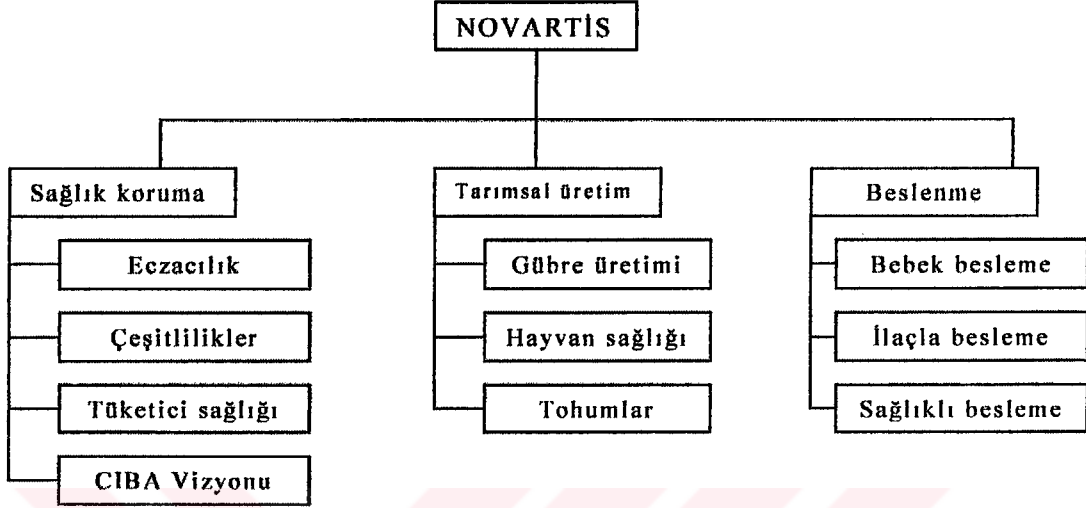 NOVARTİS
Sağlık koruma
Eczacılık
Çeşitlilikler
Tüketici sağlığı
CIBA Vizyonu
Tarımsal üretim
Gübre üretimi
Hayvan sağlığı
Tohumlar
Beslenme
Bebek besleme
İlaçla besleme
Sağlıklı besleme